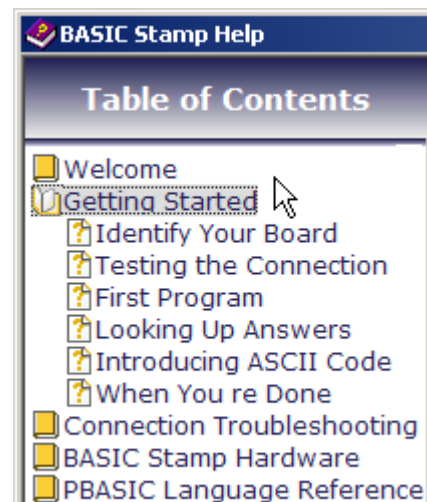 BASIC Stamp Help
Table of Contents
Welcome
Getting Started
Identify Your Board
Testing the Connection
First Program
Looking Up Answers
Introducing ASCII Code
When You re Done
Connection Troubleshooting
BASIC Stamp Hardware
PBASIC Language Reference